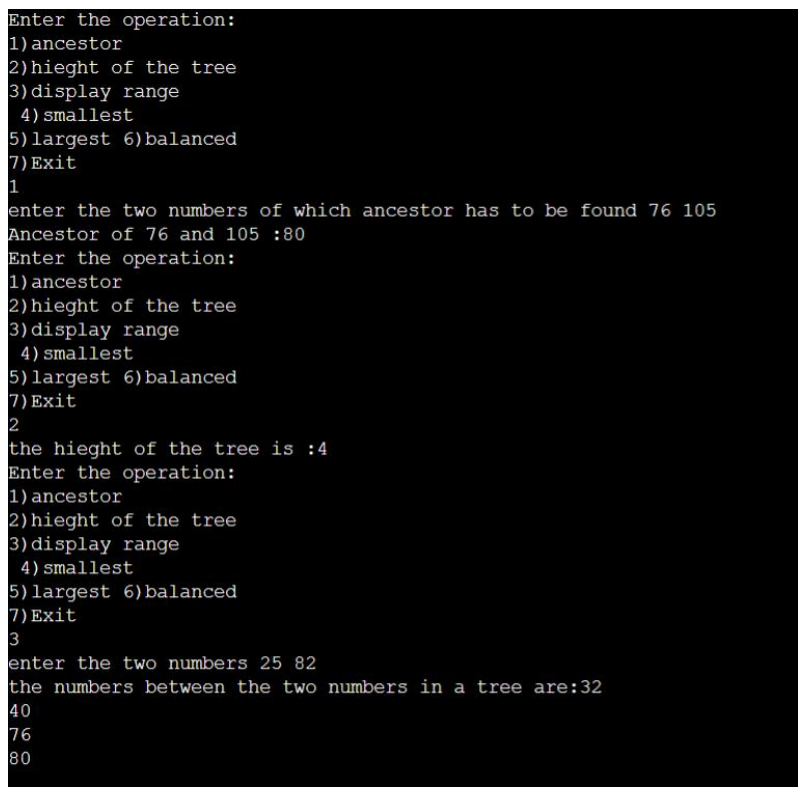 Enter the operation:
1)ancestor
2)hieght of the tree
3)display range
 4)smallest
5)largest 6)balanced
7)Exit
1
enter the two numbers of which ancestor has to be found 76 105
Ancestor of 76 and 105 :80
Enter the operation:
1)ancestor
2)hieght of the tree
3)display range
 4)smallest
5)largest 6)balanced
7)Exit
2
the hieght of the tree is :4
Enter the operation:
1)ancestor
2)hieght of the tree
3)display range
 4)smallest
5)largest 6)balanced
7)Exit
3
enter the two numbers 25 82
the numbers between the two numbers in a tree are:32
40
76
80